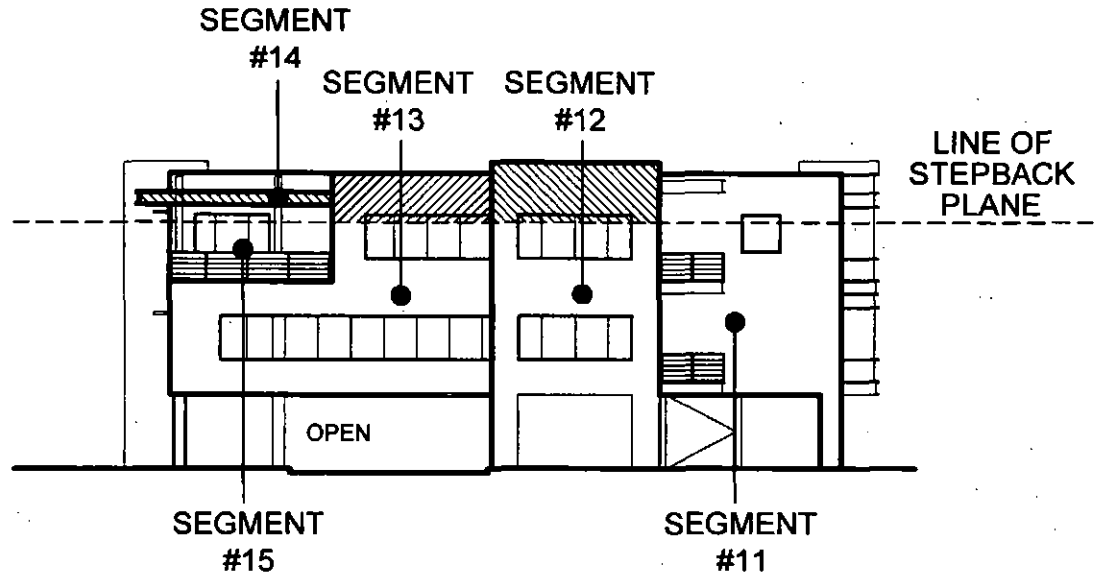 SEGMENT
#14
SEGMENT
#13
SEGMENT
#12
LINE OF
STEPBACK
PLANE
OPEN
SEGMENT
#15
SEGMENT
#11